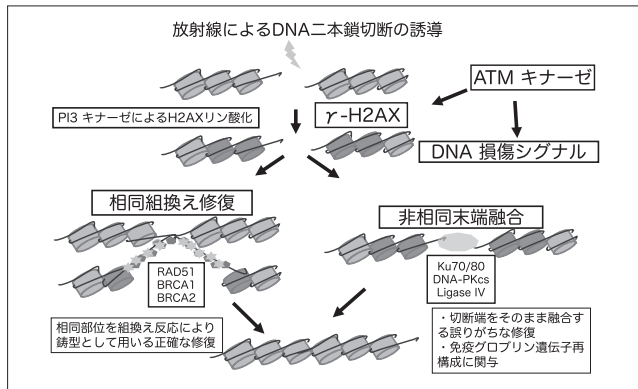 放射線によるDNA二本鎖切断の誘導
ATM キナーゼ
PI3 キナーゼによるH2AXリン酸化
γ-H2AX
DNA 損傷シグナル
相同組換え修復
非相同末端融合
RAD51
BRCA1
BRCA2
Ku70/80
DNA-PKcs
Ligase IV
相同部位を組換え反応により
鋳型として用いる正確な修復
・切断端をそのまま融合する
誤りがちな修復
・免疫グロブリン遺伝子再
構成に関与